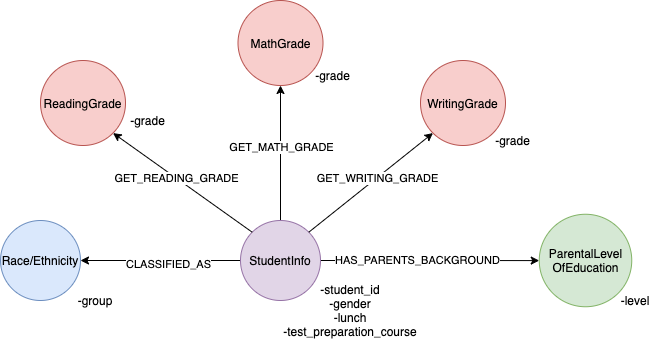 MathGrade
-grade
ReadingGrade
-grade
WritingGrade
-grade
GET_MATH_GRADE
GET_READING_GRADE
GET_WRITING_GRADE
Race/Ethnicity
-group
CLASSIFIED_AS
StudentInfo
-student_id
-gender
-lunch
-test_preparation_course
HAS_PARENTS_BACKGROUND
ParentalLevel
OfEducation
-level